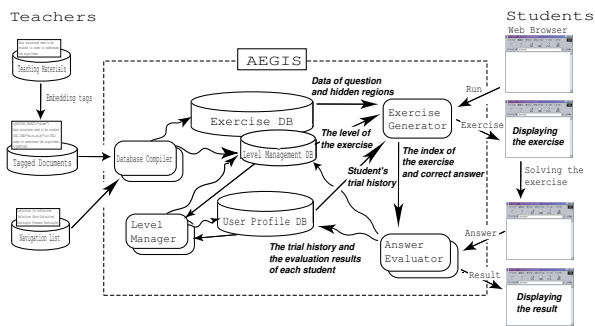 Teachers
Students
Web Browser
AEGIS
Teaching Materials
Embedding tags
Tagged Documents
Navigation List
Database Compiler
Exercise DB
Level Management DB
User Profile DB
Level
Manager
Data of question
and hidden regions
The level of
the exercise
Student's
trial history
Exercise
Generator
The index of
the exercise
and correct answer
Answer
Evaluator
The trial history and
the evaluation results
of each student
Run
Exercise
Displaying
the exercise
Solving the
exercise
Answer
Result
Displaying
the result